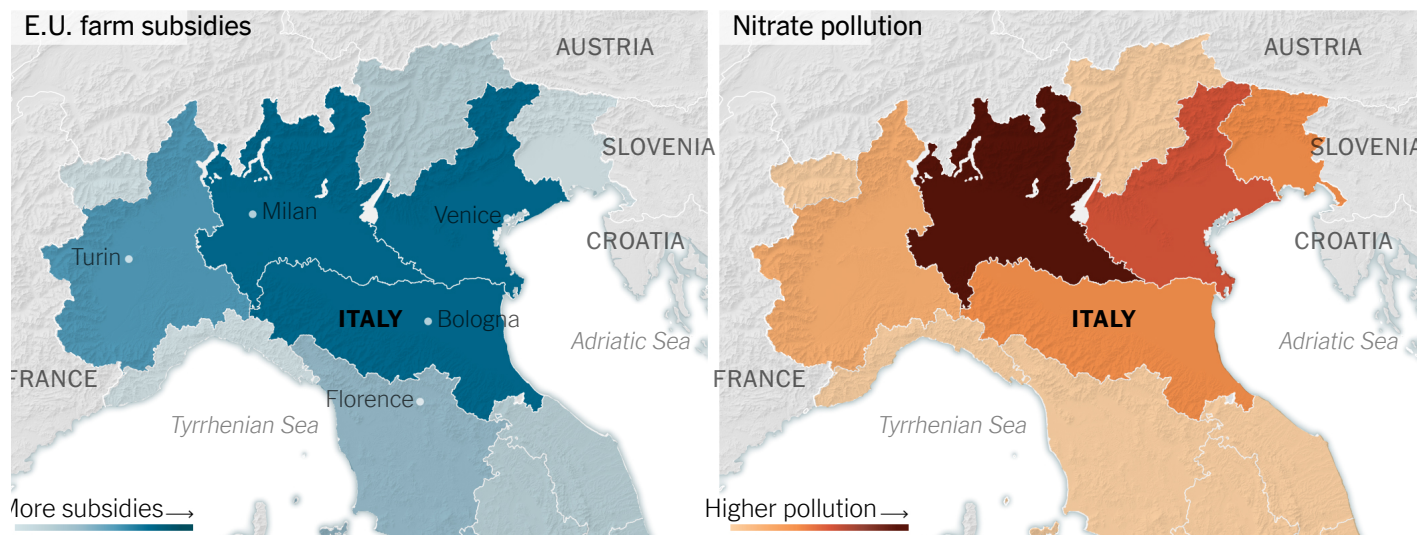 E.U. farm subsidies
AUSTRIA
SLOVENIA
Milan
Venice
CROATIA
Turin
ITALY
Bologna
Adriatic Sea
FRANCE
Florence
Tyrrhenian Sea
More subsidies
Nitrate pollution
AUSTRIA
SLOVENIA
CROATIA
ITALY
Adriatic Sea
FRANCE
Tyrrhenian Sea
Higher pollution